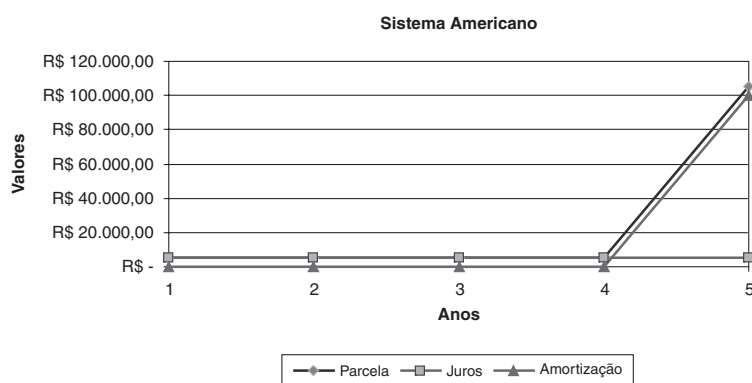 Sistema Americano
R$ 120.000,00
R$ 100.000,00
R$ 80.000,00
R$ 60.000,00
R$ 40.000,00
R$ 20.000,00
R$ -
Valores
1 2 3 4 5
Anos
Parcela Juros Amortização